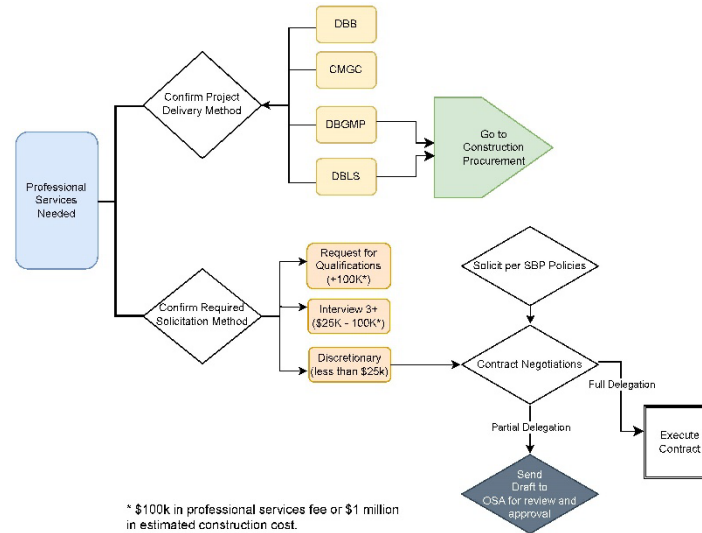 DBB
CMGC
Confirm Project
Delivery Method
DBGMP
Go to
Construction
Procurement
DBLS
Professional
Services
Needed
Request for
Qualifications
(+100K*)
Solicit per SBP Policies
Confirm Required
Solicitation Method
Interview 3+
($25K - 100K*)
Discretionary
(less than $25k)
Contract Negotiations
Full Delegation
Partial Delegation
Execute
Contract
Send
Draft to
OSA for review and
approval
* $100k in professional services fee or $1 million
in estimated construction cost.